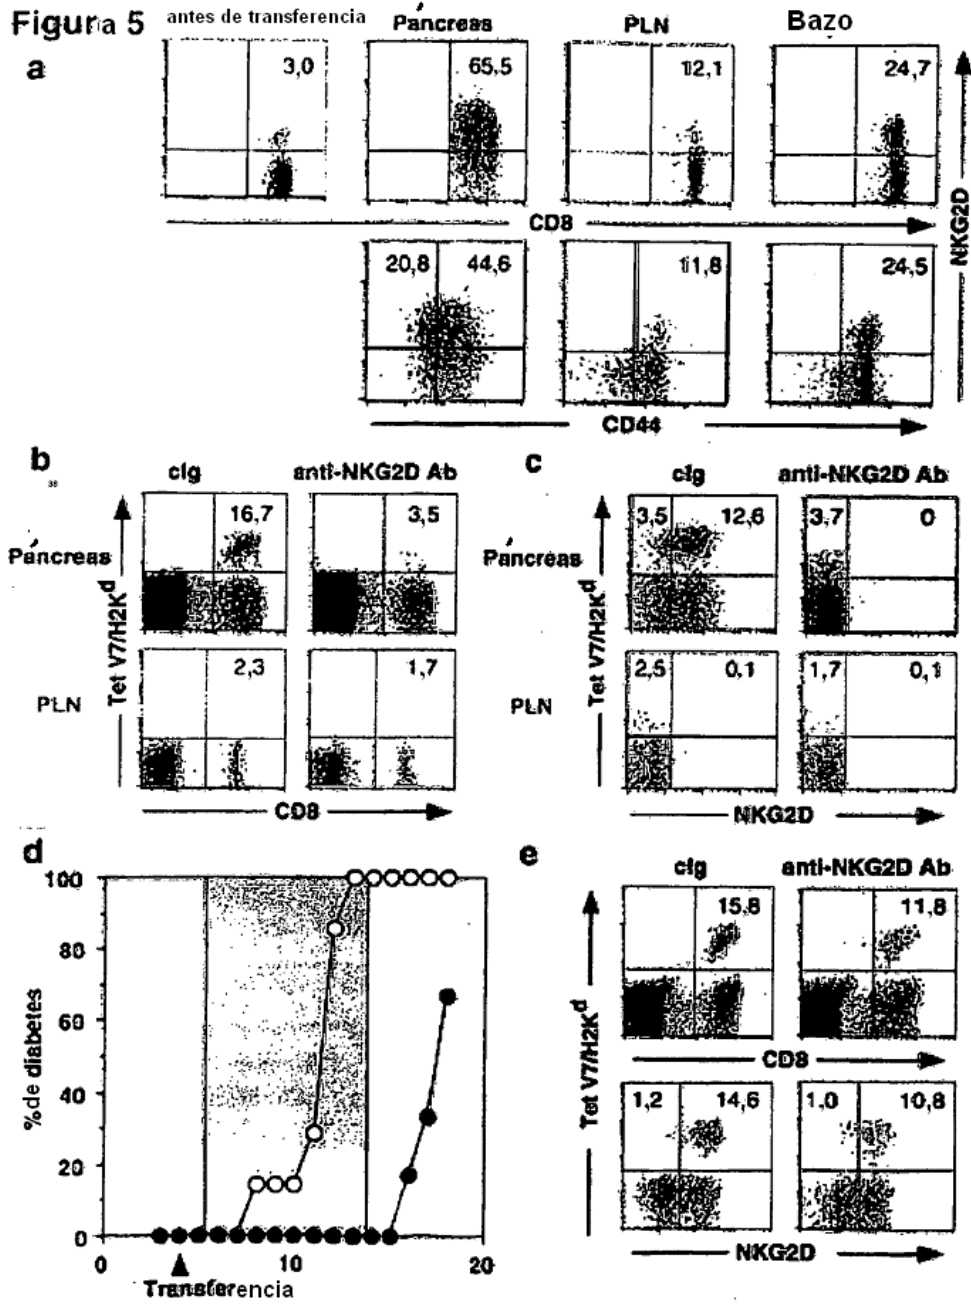 Figura 5
antes de transferencia
Páncreas
PLN
Bazo
a
3,0
65,5
12,1
24,7
CD8
NKG2D
20,8
44,6
11,8
24,5
CD44
b
cIg
anti-NKG2D Ab
Páncreas
16,7
3,5
Tet V7/H2Kd
PLN
2,3
1,7
CD8
c
cIg
anti-NKG2D Ab
Páncreas
3,5
12,6
3,7
0
Tet V7/H2Kd
PLN
2,5
0,1
1,7
0,1
NKG2D
d
100
80
60
40
20
0
% de diabetes
0
10
20
Transferencia
e
cIg
anti-NKG2D Ab
15,8
11,8
CD8
Tet V7/H2Kd
1,2
14,6
1,0
10,8
NKG2D